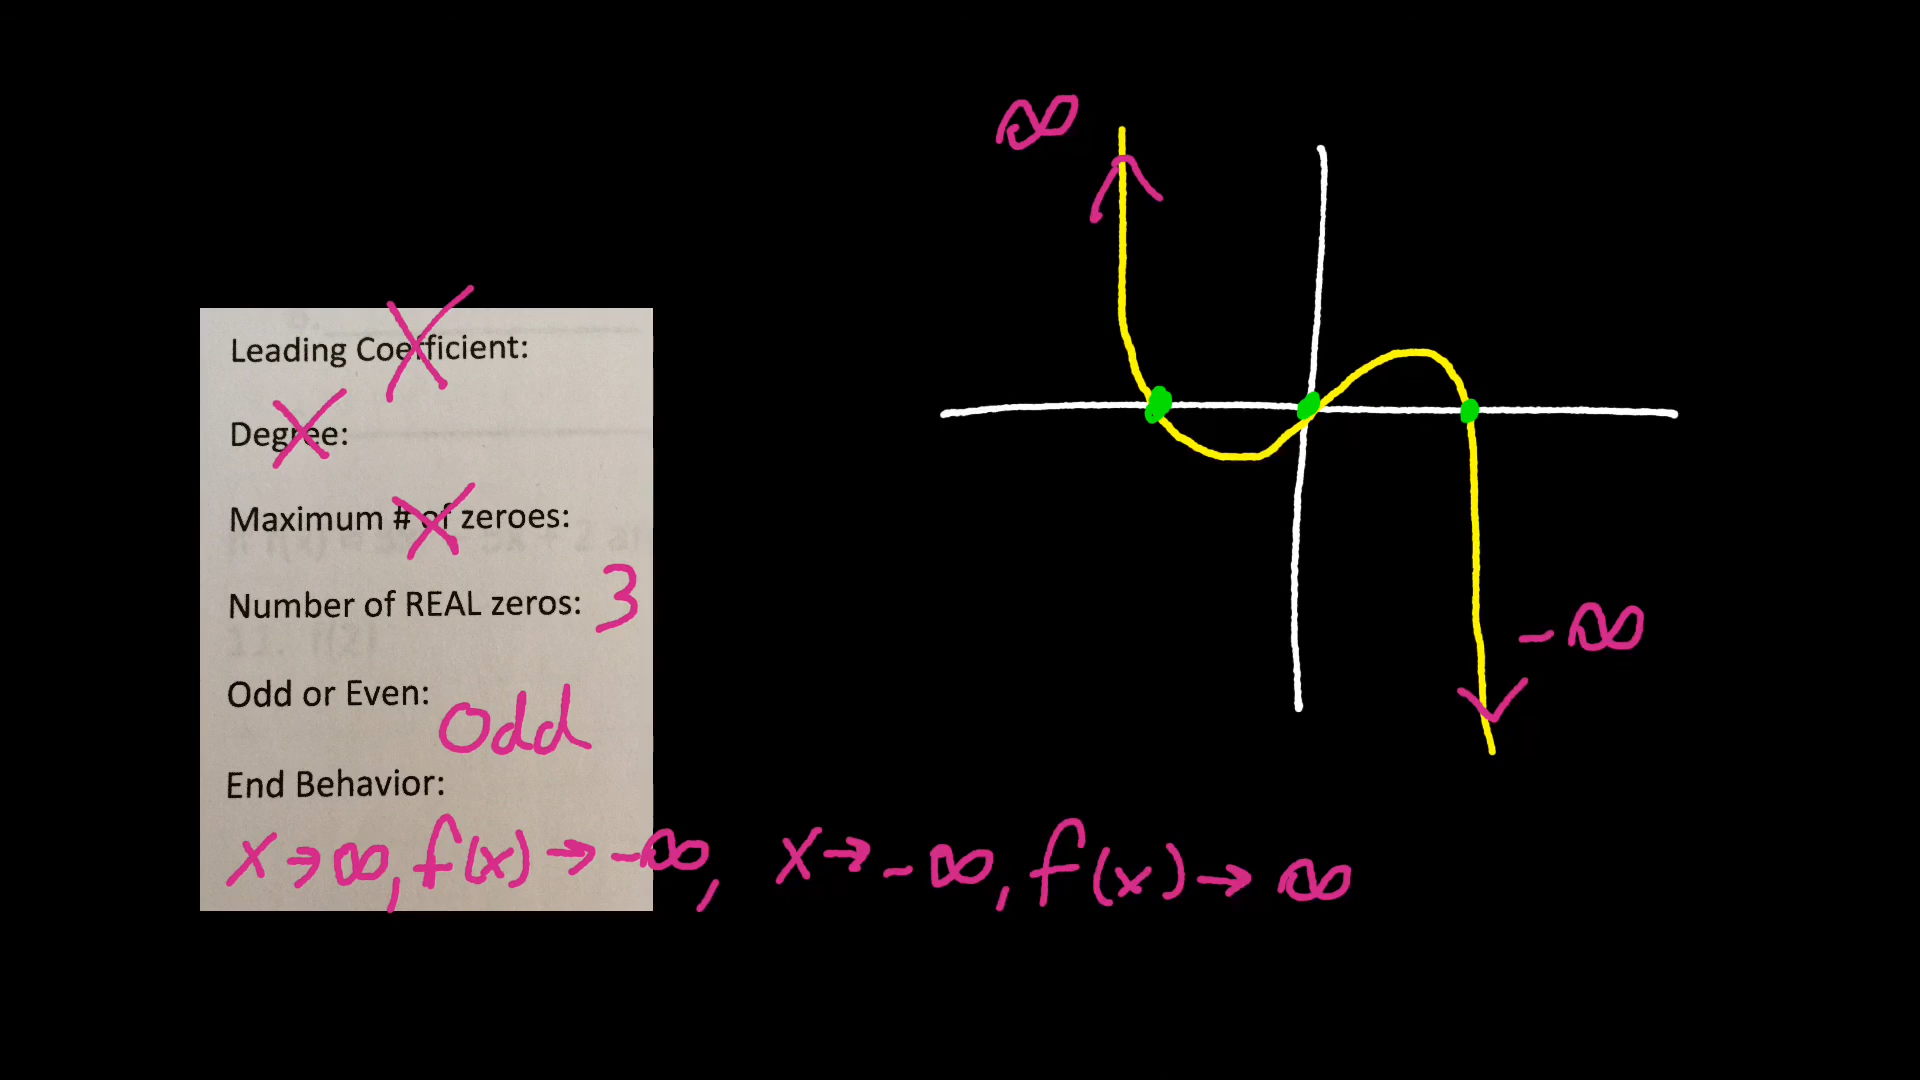 ∞
Leading Coefficient:
Degree:
Maximum # of zeroes:
Number of REAL zeros: 3
Odd or Even: Odd
- ∞
End Behavior:
x → ∞, f(x) → -∞, x → -∞, f(x) → ∞